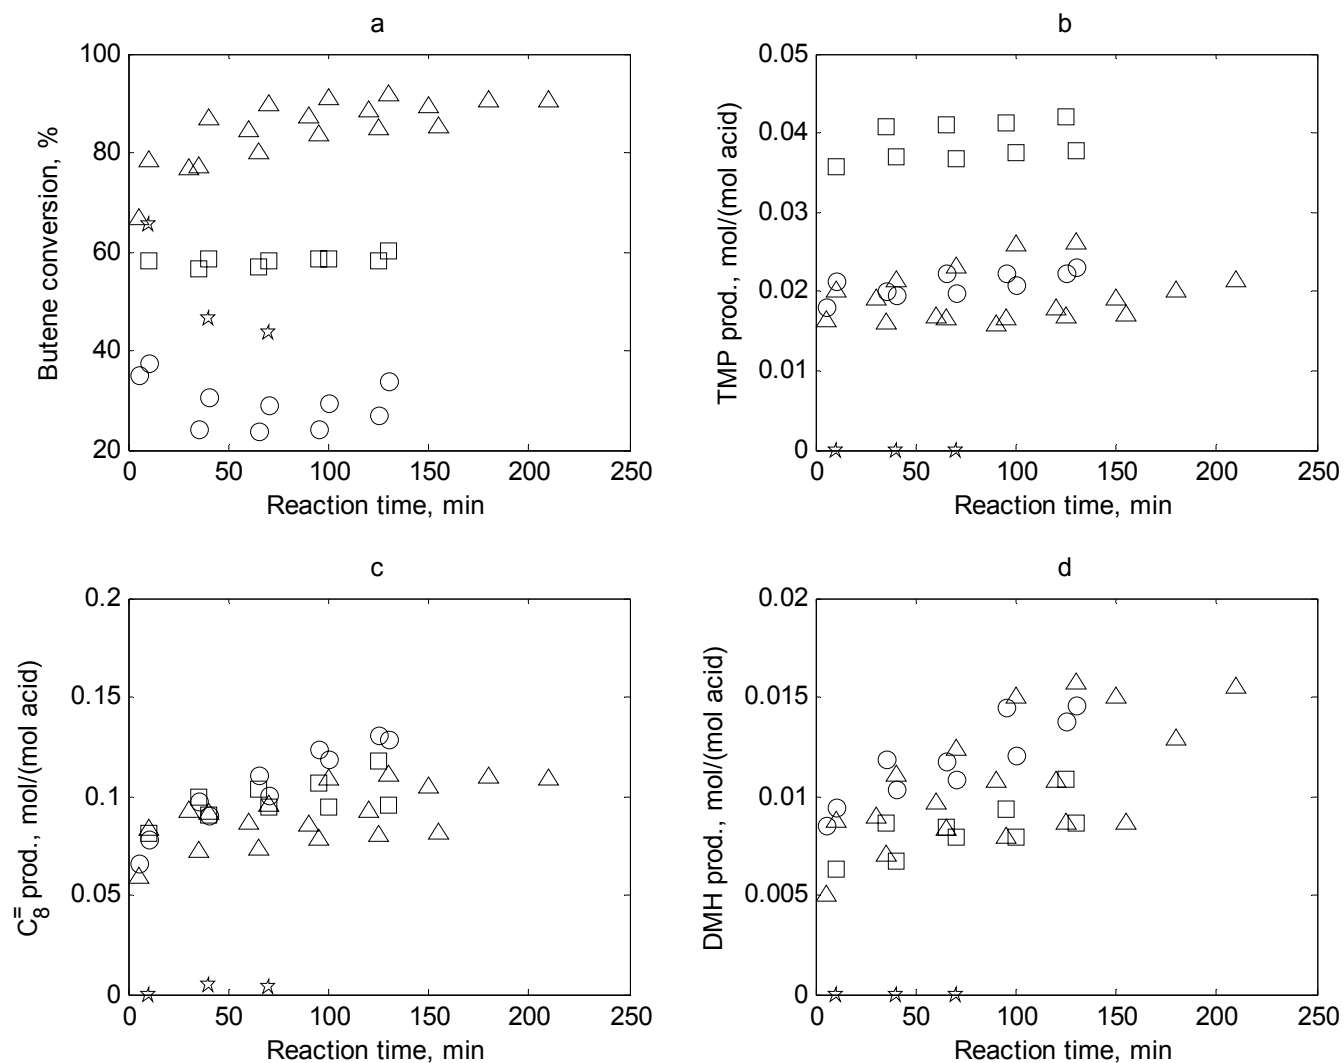 a
100
80
60
40
20
0 50 100 150 200 250
Butene conversion, %
Reaction time, min
b
0.05
0.04
0.03
0.02
0.01
0
0 50 100 150 200 250
TMP prod., mol/(mol acid)
Reaction time, min
c
0.2
0.15
0.1
0.05
0
0 50 100 150 200 250
C8= prod., mol/(mol acid)
Reaction time, min
d
0.02
0.015
0.01
0.005
0
0 50 100 150 200 250
DMH prod., mol/(mol acid)
Reaction time, min